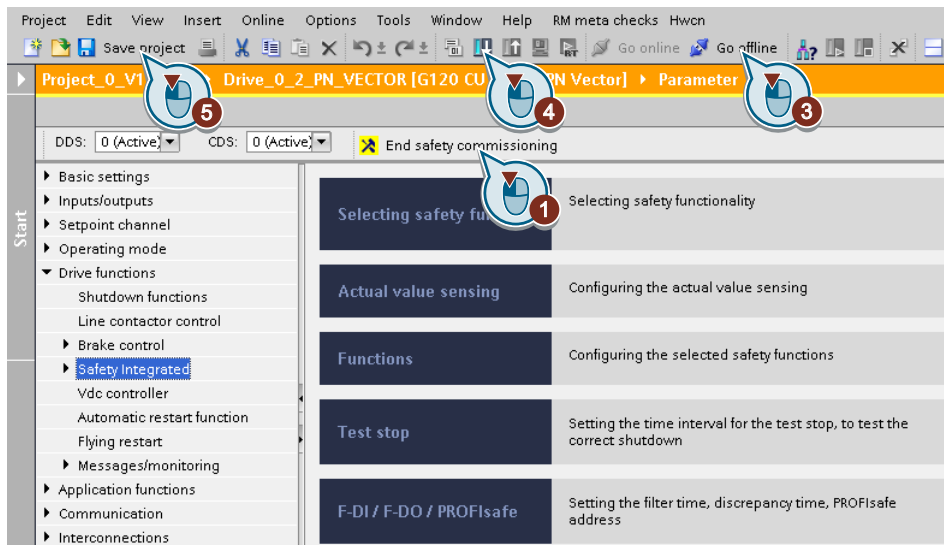 Project Edit View Insert Online Options Tools Window Help RM meta checks Hwcn
Save project Go online Go offline
Project_0_V1 Drive_0_2_PN_VECTOR [G120 CU PN Vector] Parameter
5
4
3
DDS: 0 (Active) CDS: 0 (Active) End safety commissioning
1
Start
Basic settings
Inputs/outputs
Setpoint channel
Operating mode
Drive functions
Shutdown functions
Line contactor control
Brake control
Safety Integrated
Vdc controller
Automatic restart function
Flying restart
Messages/monitoring
Application functions
Communication
Interconnections
Selecting safety
Selecting safety functionality
Actual value sensing
Configuring the actual value sensing
Functions
Configuring the selected safety functions
Test stop
Setting the time interval for the test stop, to test the
correct shutdown
F-DI / F-DO / PROFIsafe
Setting the filter time, discrepancy time, PROFIsafe
address